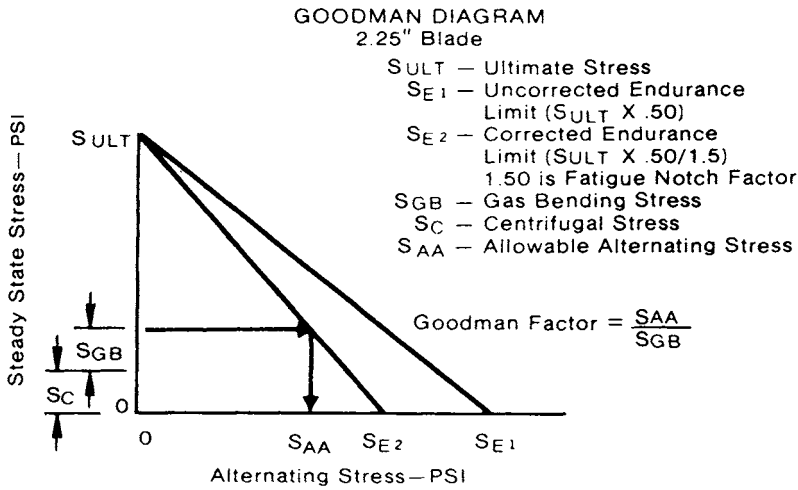 GOODMAN DIAGRAM
2.25" Blade
SULT — Ultimate Stress
SE1 — Uncorrected Endurance
Limit (SULT X .50)
SE2 — Corrected Endurance
Limit (SULT X .50/1.5)
1.50 is Fatigue Notch Factor
SGB — Gas Bending Stress
SC — Centrifugal Stress
SAA — Allowable Alternating Stress
Goodman Factor = SAA
SGB
Steady State Stress—PSI
SULT
SGB
SC
0
0
SAA
SE2
SE1
Alternating Stress—PSI